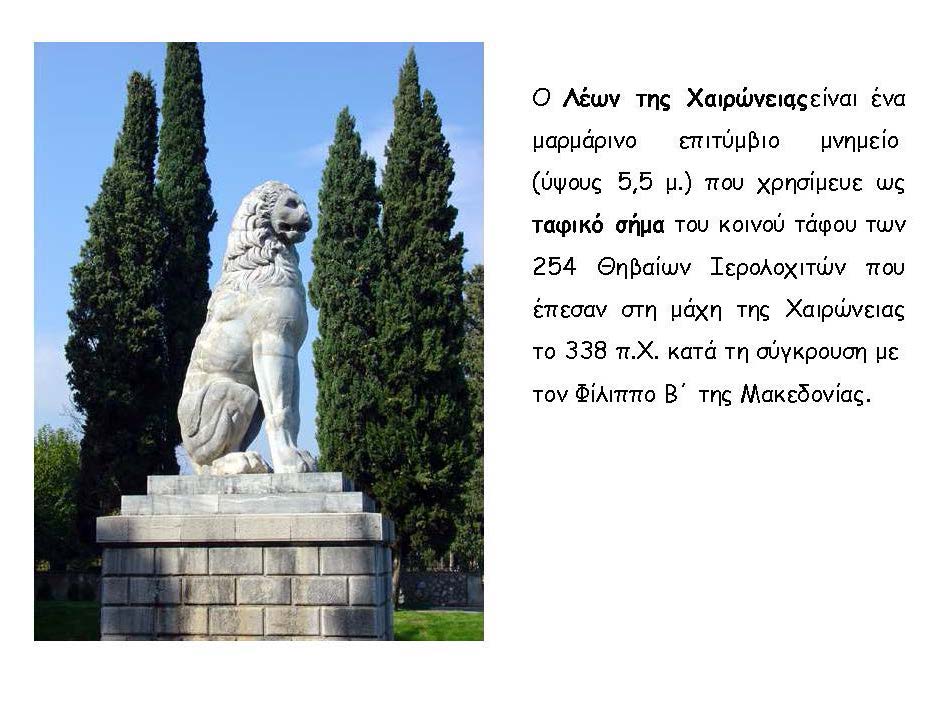 Ο Λέων της Χαιρώνειας είναι ένα
μαρμάρινο επιτύμβιο μνημείο
(ύψους 5,5 μ.) που χρησίμευε ως
ταφικό σήμα του κοινού τάφου των
254 Θηβαίων Ιερολοχιτών που
έπεσαν στη μάχη της Χαιρώνειας
το 338 π.Χ. κατά τη σύγκρουση με
τον Φίλιππο Β΄ της Μακεδονίας.